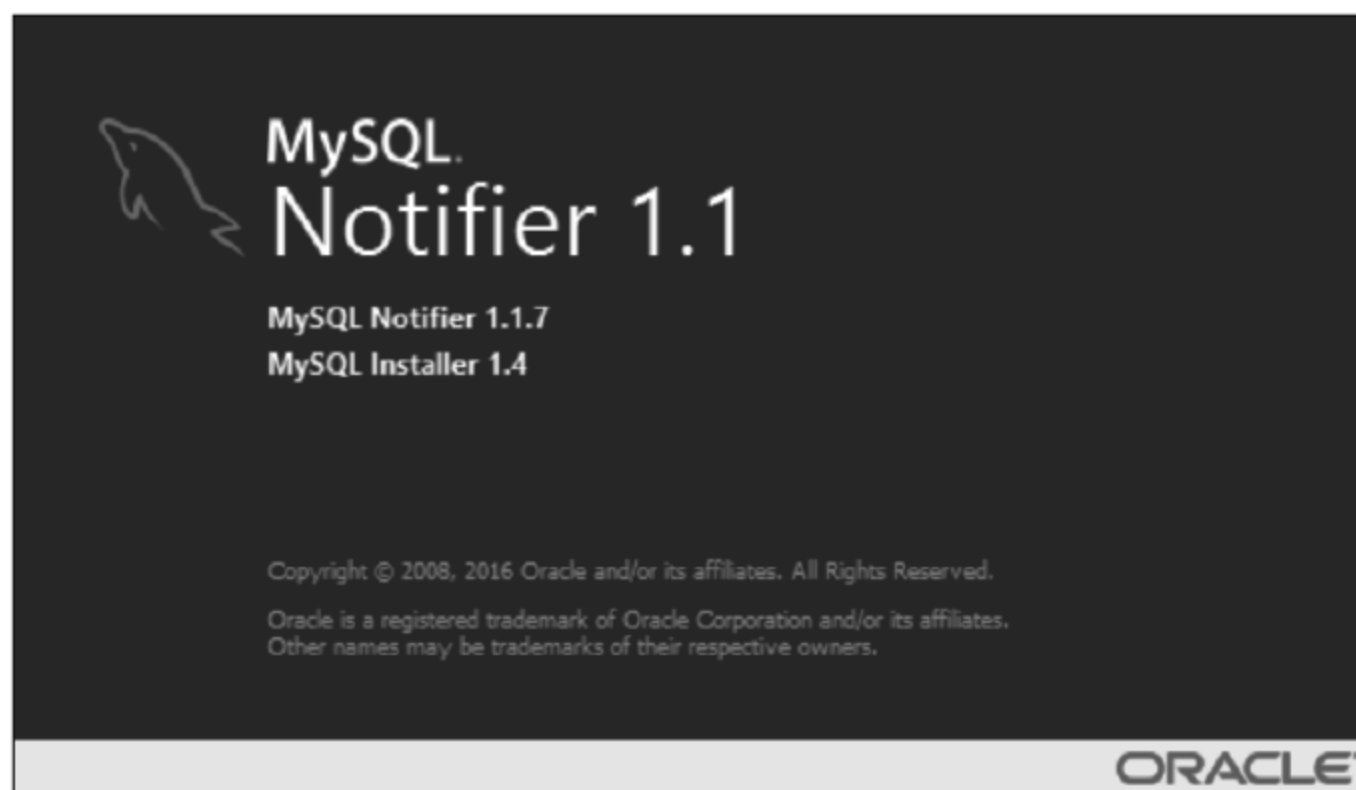 MySQL.
Notifier 1.1
MySQL Notifier 1.1.7
MySQL Installer 1.4
Copyright © 2008, 2016 Oracle and/or its affiliates. All Rights Reserved.
Oracle is a registered trademark of Oracle Corporation and/or its affiliates.
Other names may be trademarks of their respective owners.
ORACLE